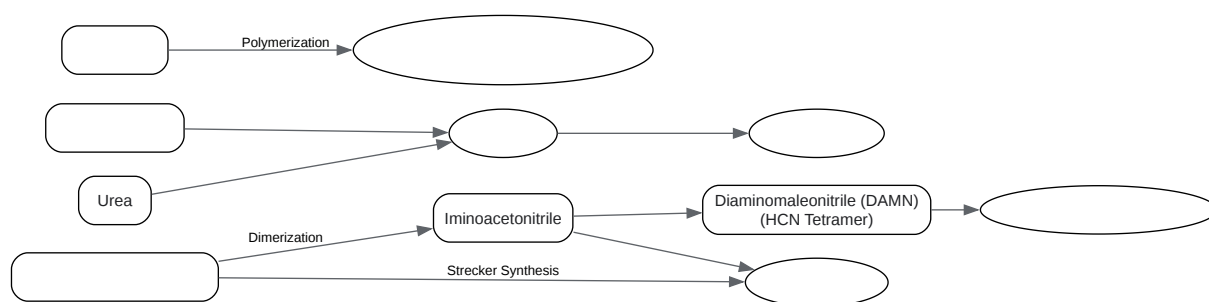 Polymerization
Urea
Iminoacetonitrile
Diaminomaleonitrile (DAMN)
(HCN Tetramer)
Dimerization
Strecker Synthesis